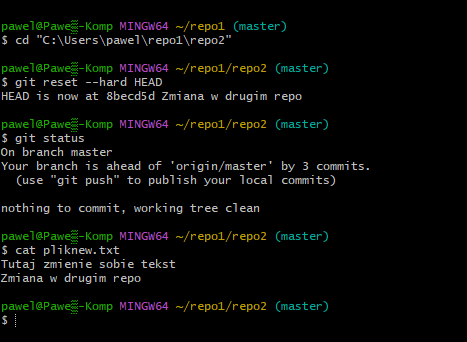 pawel@Pawe▒-Komp MINGW64 ~/repo1 (master)
$ cd "C:\Users\pawel\repo1\repo2"
pawel@Pawe▒-Komp MINGW64 ~/repo1/repo2 (master)
$ git reset --hard HEAD
HEAD is now at 8becd5d Zmiana w drugim repo
pawel@Pawe▒-Komp MINGW64 ~/repo1/repo2 (master)
$ git status
On branch master
Your branch is ahead of 'origin/master' by 3 commits.
(use "git push" to publish your local commits)
nothing to commit, working tree clean
pawel@Pawe▒-Komp MINGW64 ~/repo1/repo2 (master)
$ cat pliknew.txt
Tutaj zmienie sobie tekst
Zmiana w drugim repo
pawel@Pawe▒-Komp MINGW64 ~/repo1/repo2 (master)
$